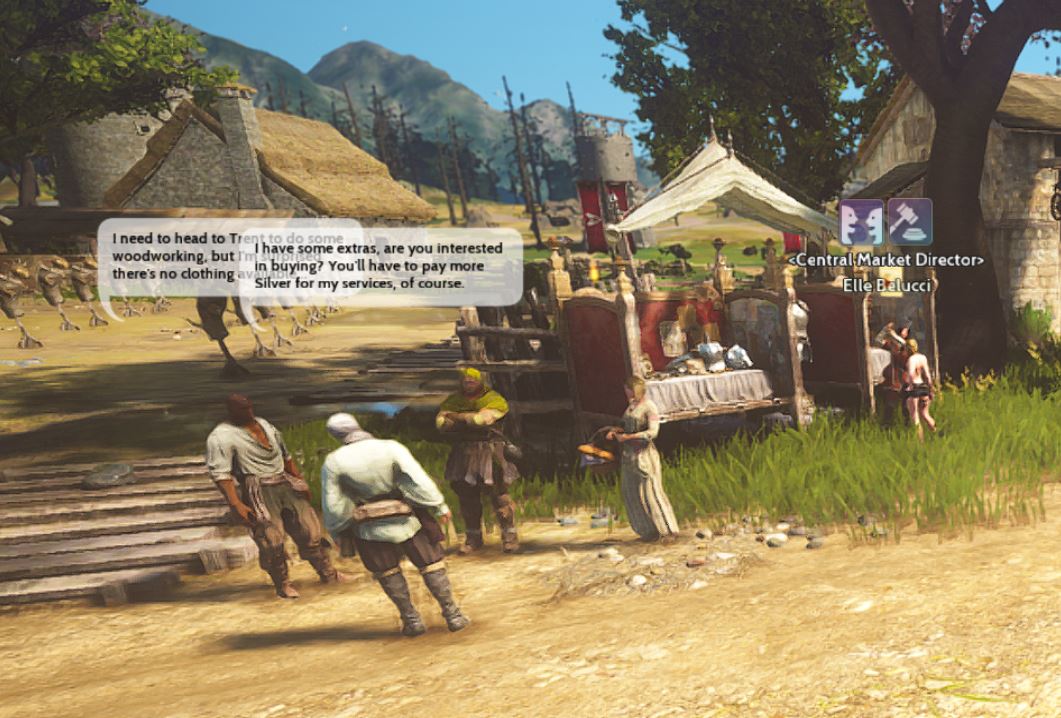 I need to head to Trent to do some
woodworking, but I'm surprised
there's no clothing available.
I have some extras, are you interested
in buying? You'll have to pay more
Silver for my services, of course.
<Central Market Director>
Elle Belucci